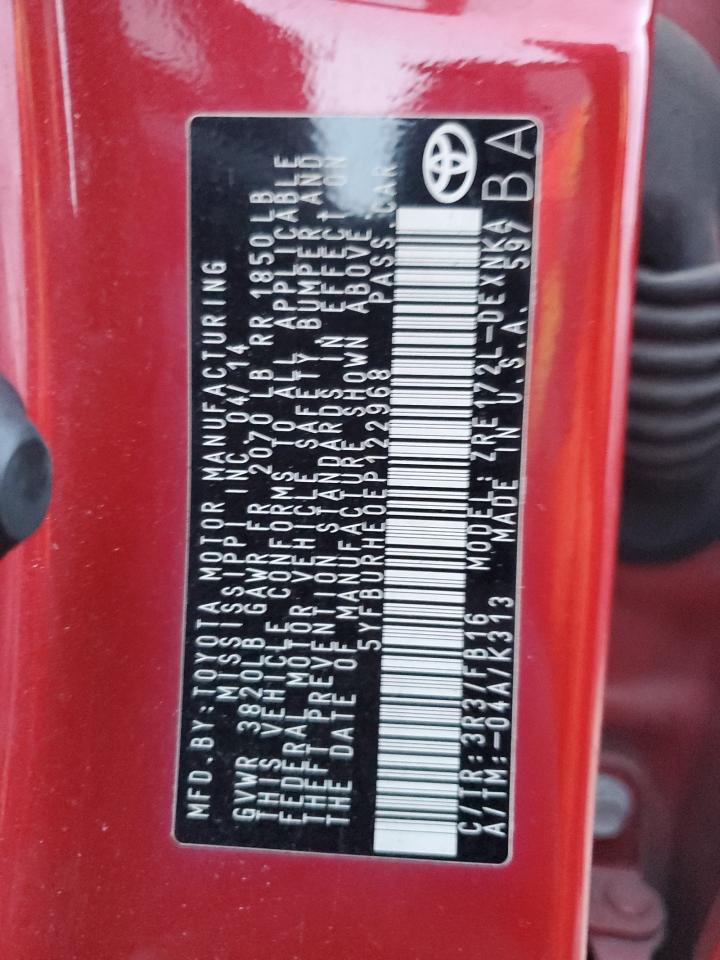 MFD.BY:TOYOTA MOTOR MANUFACTURING
MISSISSIPPI INC 04/14
GVWR 3820LB GAWR FR 2070 LB RR 1850LB
THIS VEHICLE CONFORMS TO ALL APPLICABLE
FEDERAL MOTOR VEHICLE SAFETY, BUMPER, AND
THEFT PREVENTION STANDARDS IN EFFECT ON
THE DATE OF MANUFACTURE SHOWN ABOVE.
5YFBURHE0EP122968 PASS. CAR
C/TR:3R3/FB16 MODEL: ZRE172L-DEXNKA
A/TM:-04A/K313 MADE IN U.S.A. 597
BA